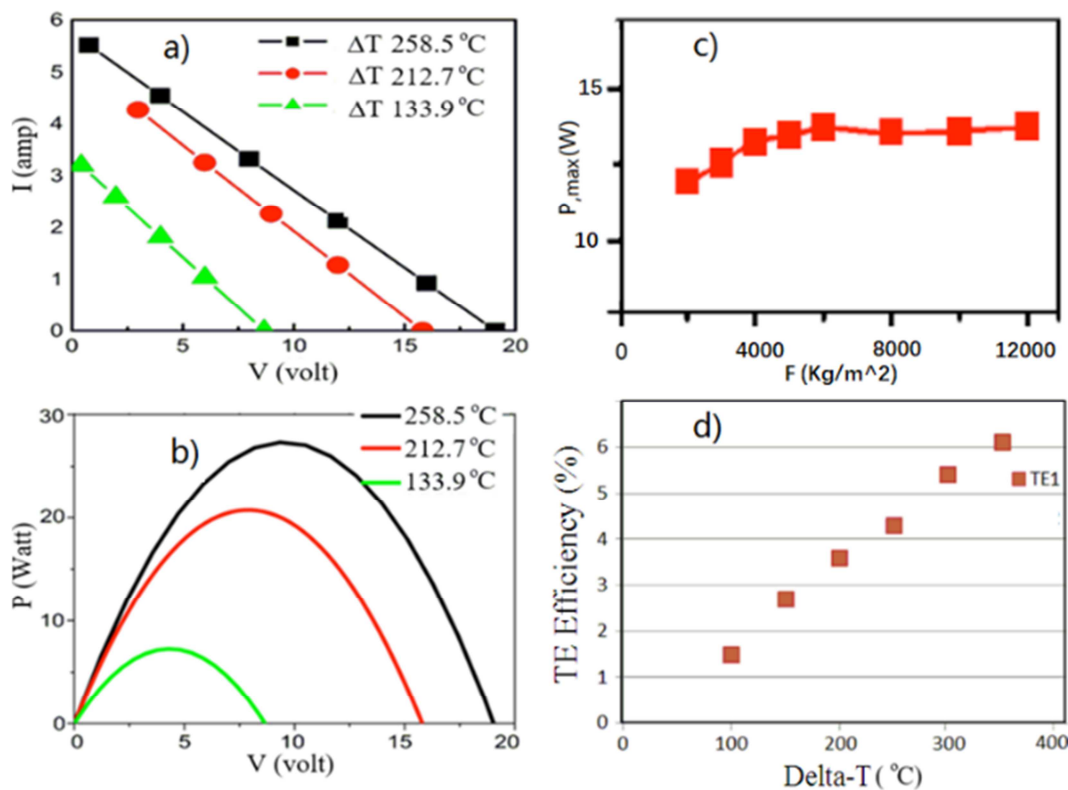 a)
ΔT 258.5 °C
ΔT 212.7 °C
ΔT 133.9 °C
6
5
4
3
2
1
0
I (amp)
0 5 10 15 20
V (volt)
c)
15
10
P,max(W)
0 4000 8000 12000
F (Kg/m^2)
b)
258.5 °C
212.7 °C
133.9 °C
30
20
10
0
P (Watt)
0 5 10 15 20
V (volt)
d)
6
5
4
3
2
1
0
TE1
TE Efficiency (%)
0 100 200 300 400
Delta-T ( °C)